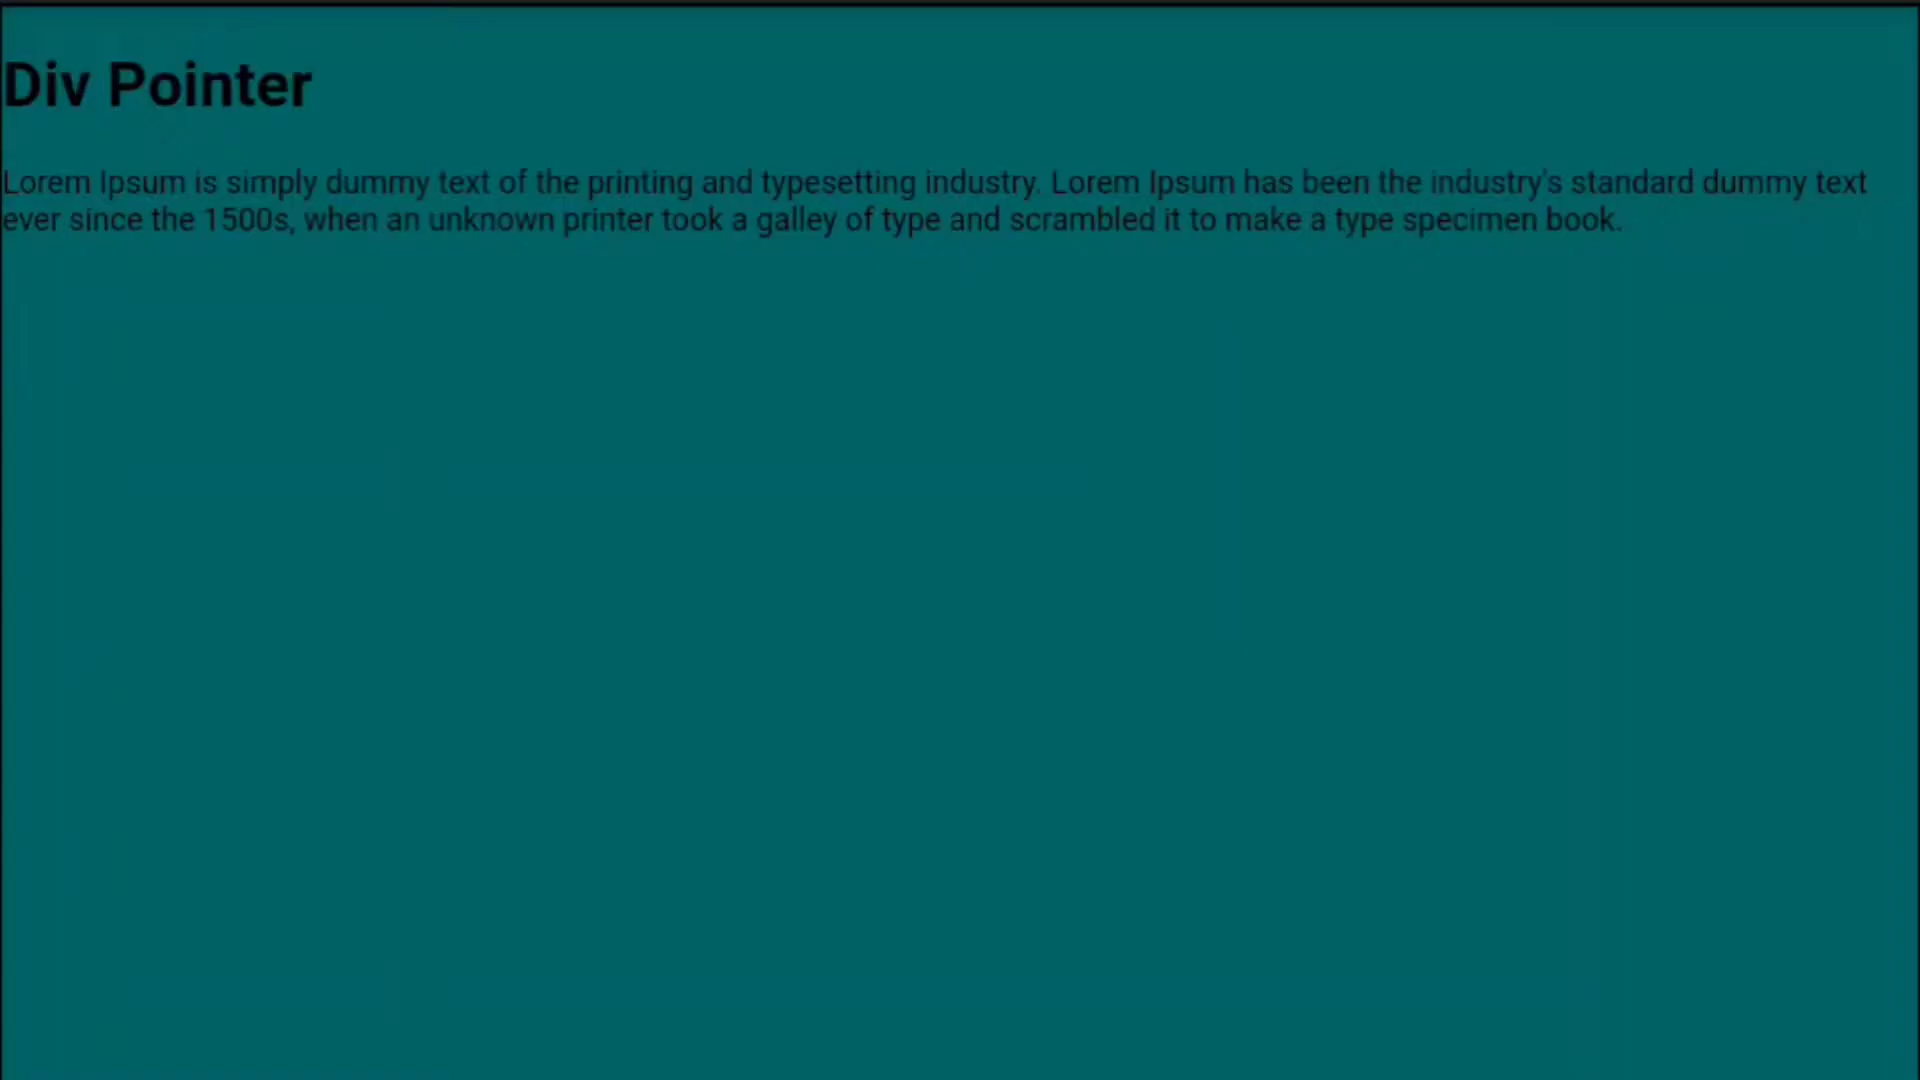 Div Pointer
Lorem Ipsum is simply dummy text of the printing and typesetting industry. Lorem Ipsum has been the industry's standard dummy text
ever since the 1500s, when an unknown printer took a galley of type and scrambled it to make a type specimen book.